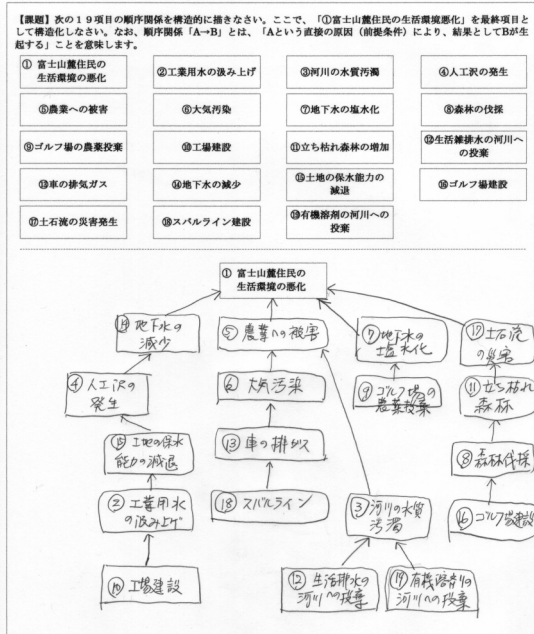 【課題】次の19項目の順序関係を構造的に描きなさい。ここで、「①富士山麓住民の生活環境悪化」を最終項目と
して構造化しなさい。なお、順序関係「A→B」とは、「Aという直接の原因（前提条件）により、結果としてBが生
起する」ことを意味します。
① 富士山麓住民の
生活環境の悪化
②工業用水の汲み上げ
③河川の水質汚濁
④人工沢の発生
⑤農業への被害
⑥大気汚染
⑦地下水の塩水化
⑧森林の伐採
⑨ゴルフ場の農薬投棄
⑩工場建設
⑪立ち枯れ森林の増加
⑫生活雑排水の河川へ
の投棄
⑬車の排気ガス
⑭地下水の減少
⑮土地の保水能力の
減退
⑯ゴルフ場建設
⑰土石流の災害発生
⑱スバルライン建設
⑲有機溶剤の河川への
投棄
① 富士山麓住民の
生活環境の悪化
⑭地下水の
減少
⑤農業への被害
⑦地下水の
塩水化
⑰土石流
の災害
④人工沢の
発生
⑥大気汚染
⑨ゴルフ場の
農薬投棄
⑪立ち枯れ
森林
⑮土地の保水
能力の減退
⑬車の排ガス
⑧森林伐採
②工業用水
の汲み上げ
⑱スバルライン
③河川の水質
汚濁
⑯ゴルフ場建設
⑩工場建設
⑫生活排水の
河川への投棄
⑲有機溶剤の
河川への投棄